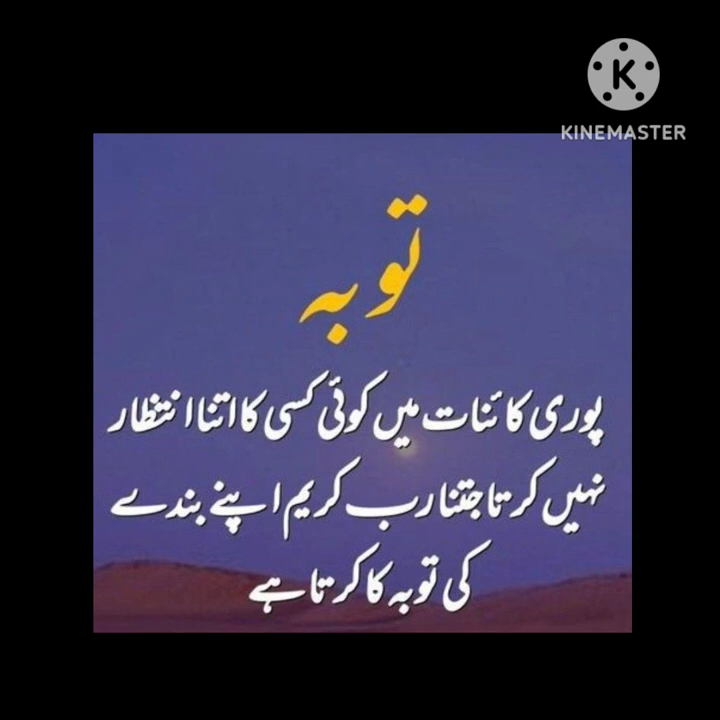 KINEMASTER
توبہ
پوری کائنات میں کوئی کسی کا اتنا انتظار
نہیں کرتا جتنا رب کریم اپنے بندے
کی توبہ کا کرتا ہے